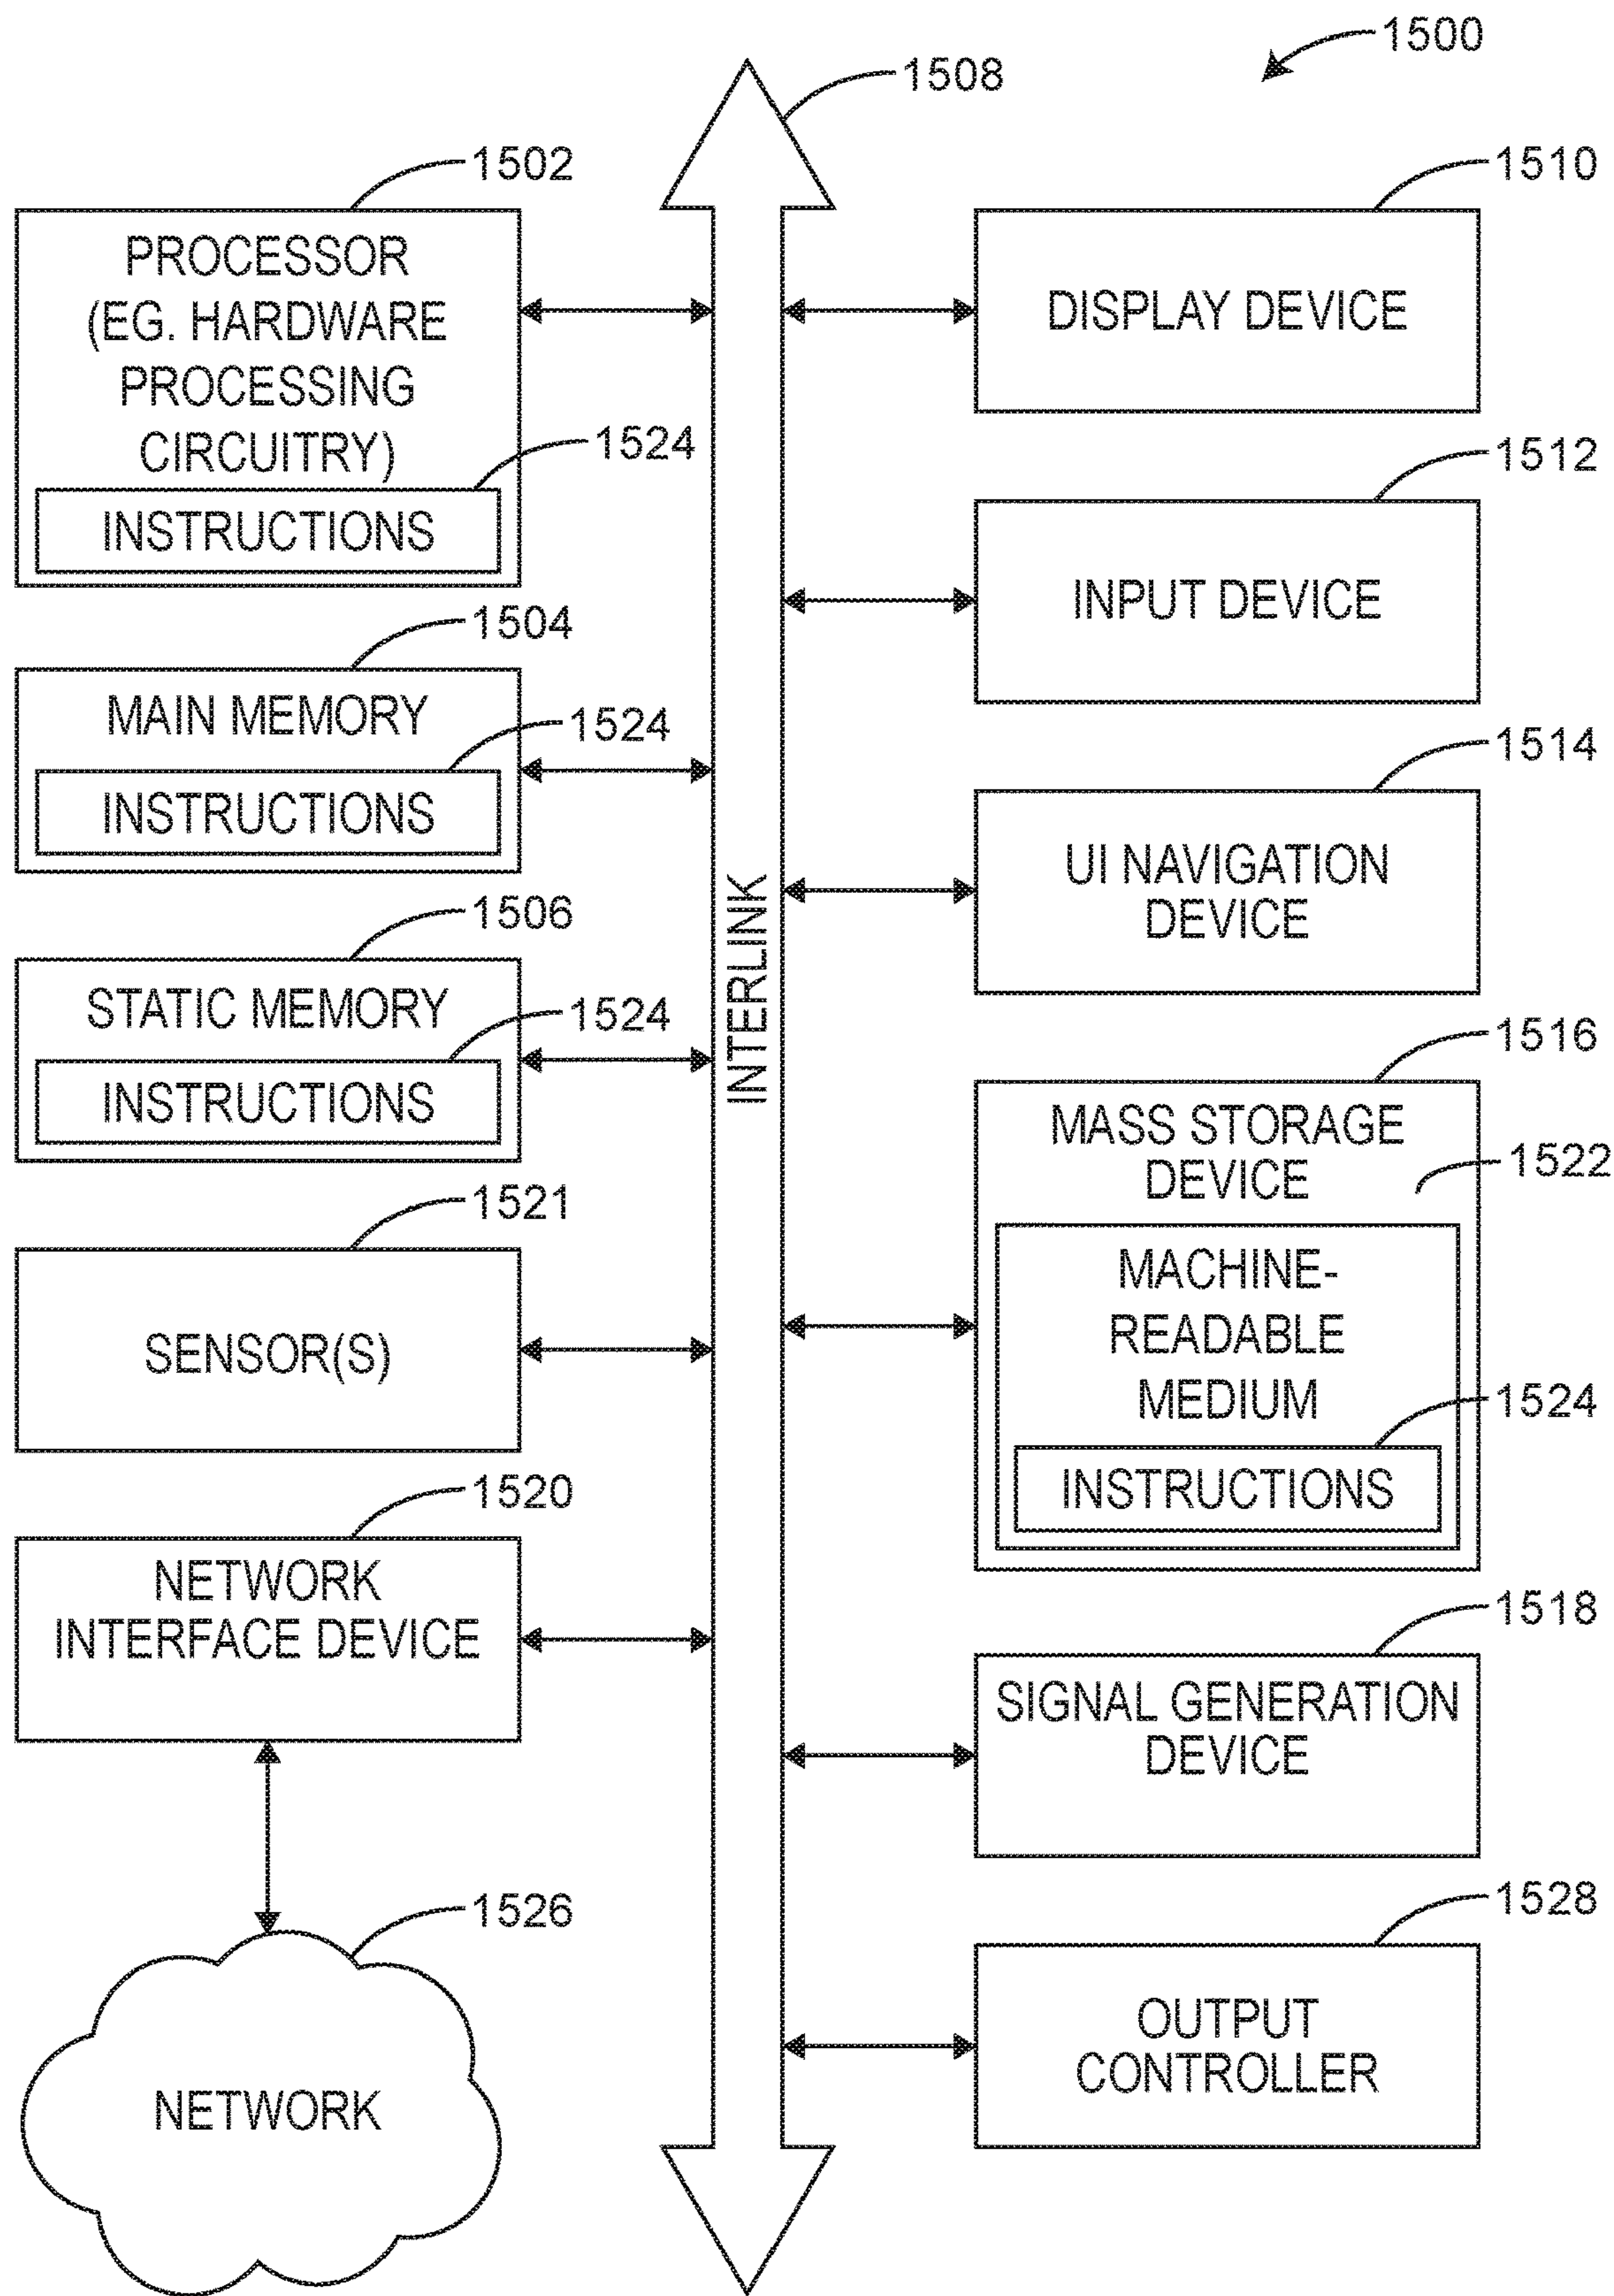 1500
1508
1502
PROCESSOR
(EG. HARDWARE
PROCESSING
CIRCUITRY)
1524
INSTRUCTIONS
1504
MAIN MEMORY
1524
INSTRUCTIONS
1506
STATIC MEMORY
1524
INSTRUCTIONS
1521
SENSOR(S)
1520
NETWORK
INTERFACE DEVICE
1526
NETWORK
INTERLINK
1510
DISPLAY DEVICE
1512
INPUT DEVICE
1514
UI NAVIGATION
DEVICE
1516
MASS STORAGE
DEVICE
1522
MACHINE-
READABLE
MEDIUM
1524
INSTRUCTIONS
1518
SIGNAL GENERATION
DEVICE
1528
OUTPUT
CONTROLLER